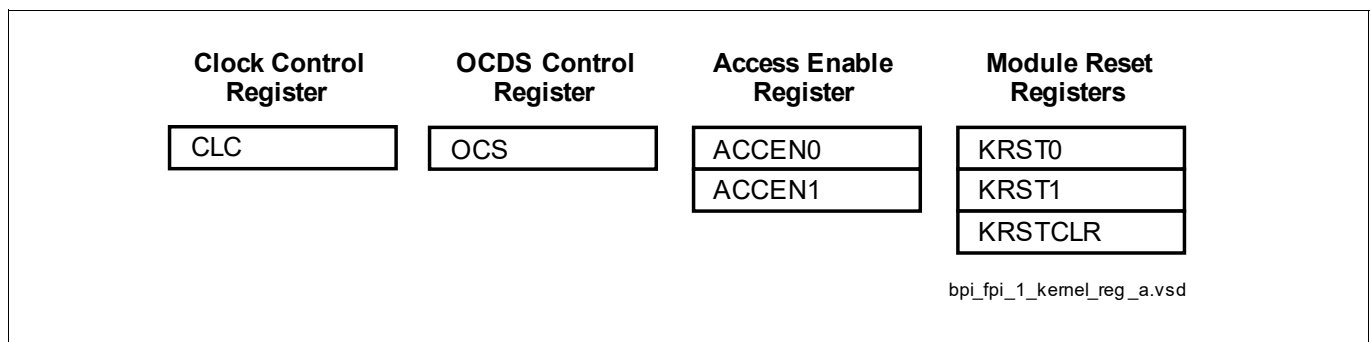 Clock Control
Register
CLC
OCDS Control
Register
OCS
Access Enable
Register
ACCEN0
ACCEN1
Module Reset
Registers
KRST0
KRST1
KRSTCLR
bpi_fpi_1_kernel_reg_a.vsd